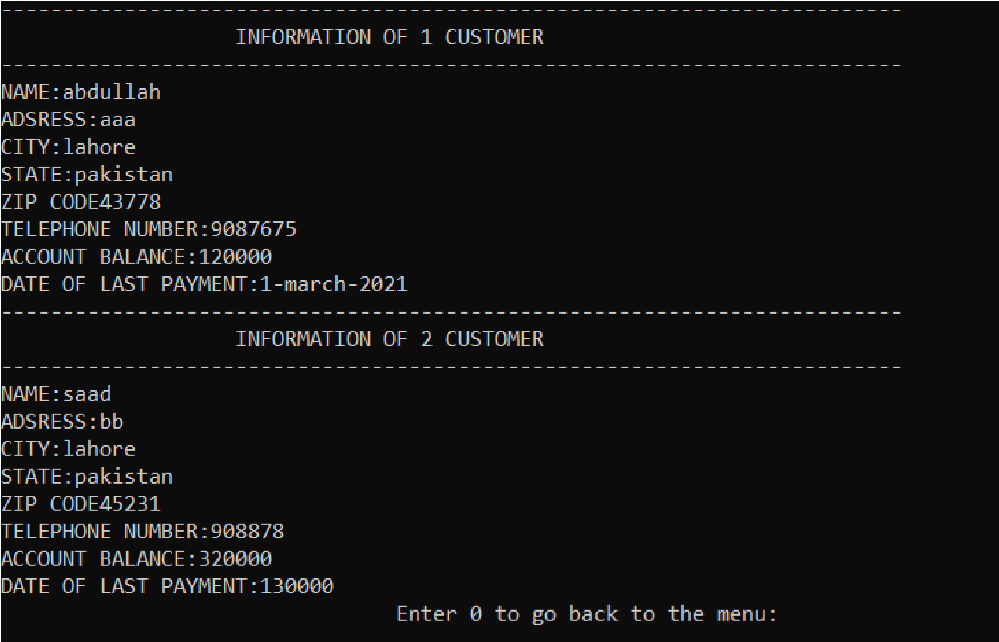 -------------------------------------------------------------------------
INFORMATION OF 1 CUSTOMER
-------------------------------------------------------------------------
NAME:abdullah
ADSRESS:aaa
CITY:lahore
STATE:pakistan
ZIP CODE43778
TELEPHONE NUMBER:9087675
ACCOUNT BALANCE:120000
DATE OF LAST PAYMENT:1-march-2021
-------------------------------------------------------------------------
INFORMATION OF 2 CUSTOMER
-------------------------------------------------------------------------
NAME:saad
ADSRESS:bb
CITY:lahore
STATE:pakistan
ZIP CODE45231
TELEPHONE NUMBER:908878
ACCOUNT BALANCE:320000
DATE OF LAST PAYMENT:130000
Enter 0 to go back to the menu: